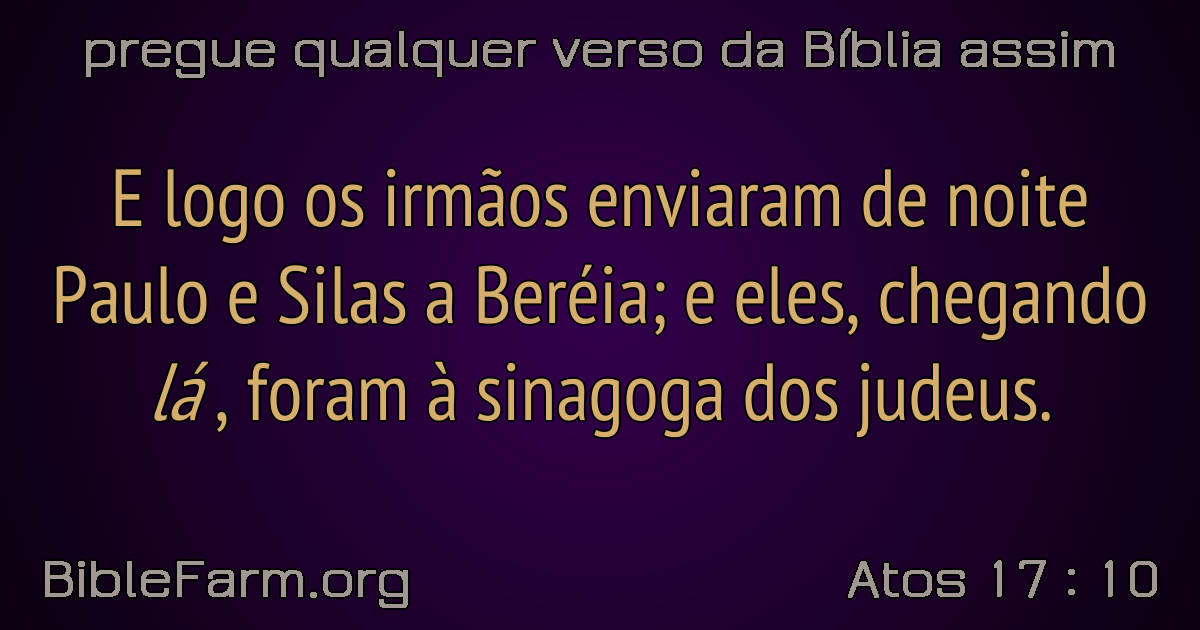 pregue qualquer verso da Bíblia assim
E logo os irmãos enviaram de noite
Paulo e Silas a Beréia; e eles, chegando
lá , foram à sinagoga dos judeus.
BibleFarm.org
Atos 17 : 10